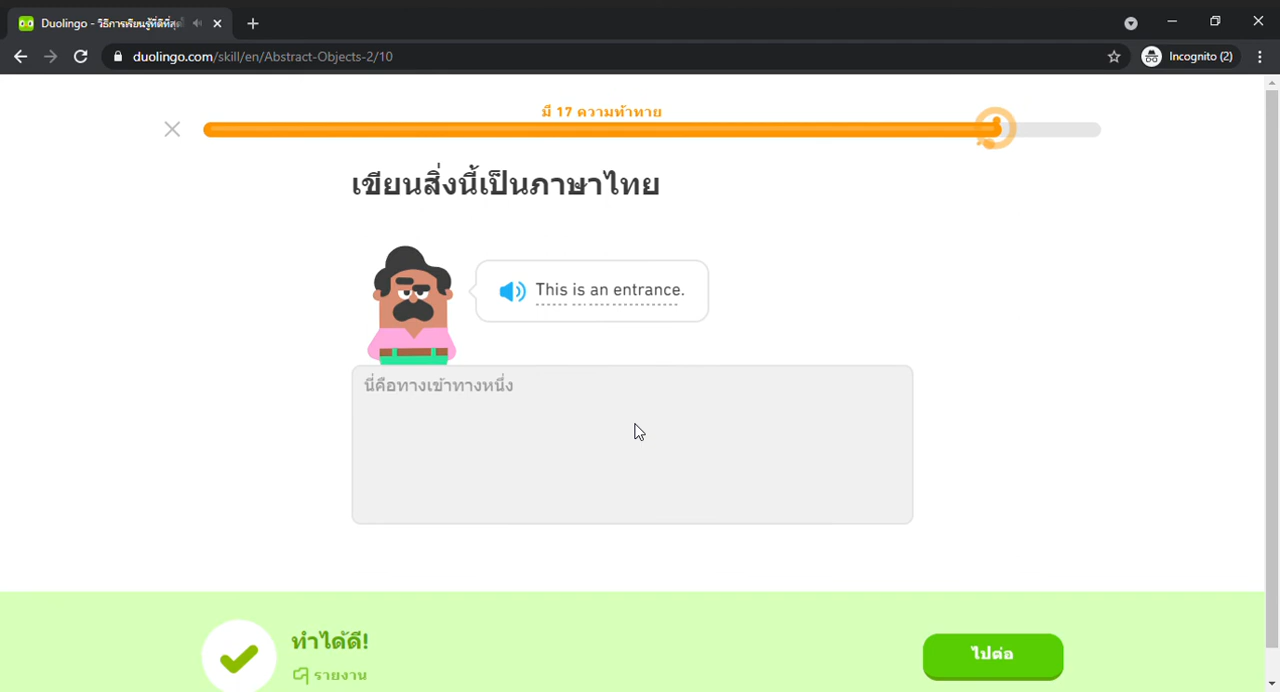 Duolingo - วิธีการเรียนรู้ที่ดีที่สุด
duolingo.com/skill/en/Abstract-Objects-2/10
Incognito (2)
มี 17 ความท้าทาย
เขียนสิ่งนี้เป็นภาษาไทย
This is an entrance.
นี่คือทางเข้าทางหนึ่ง
ทำได้ดี!
รายงาน
ไปต่อ